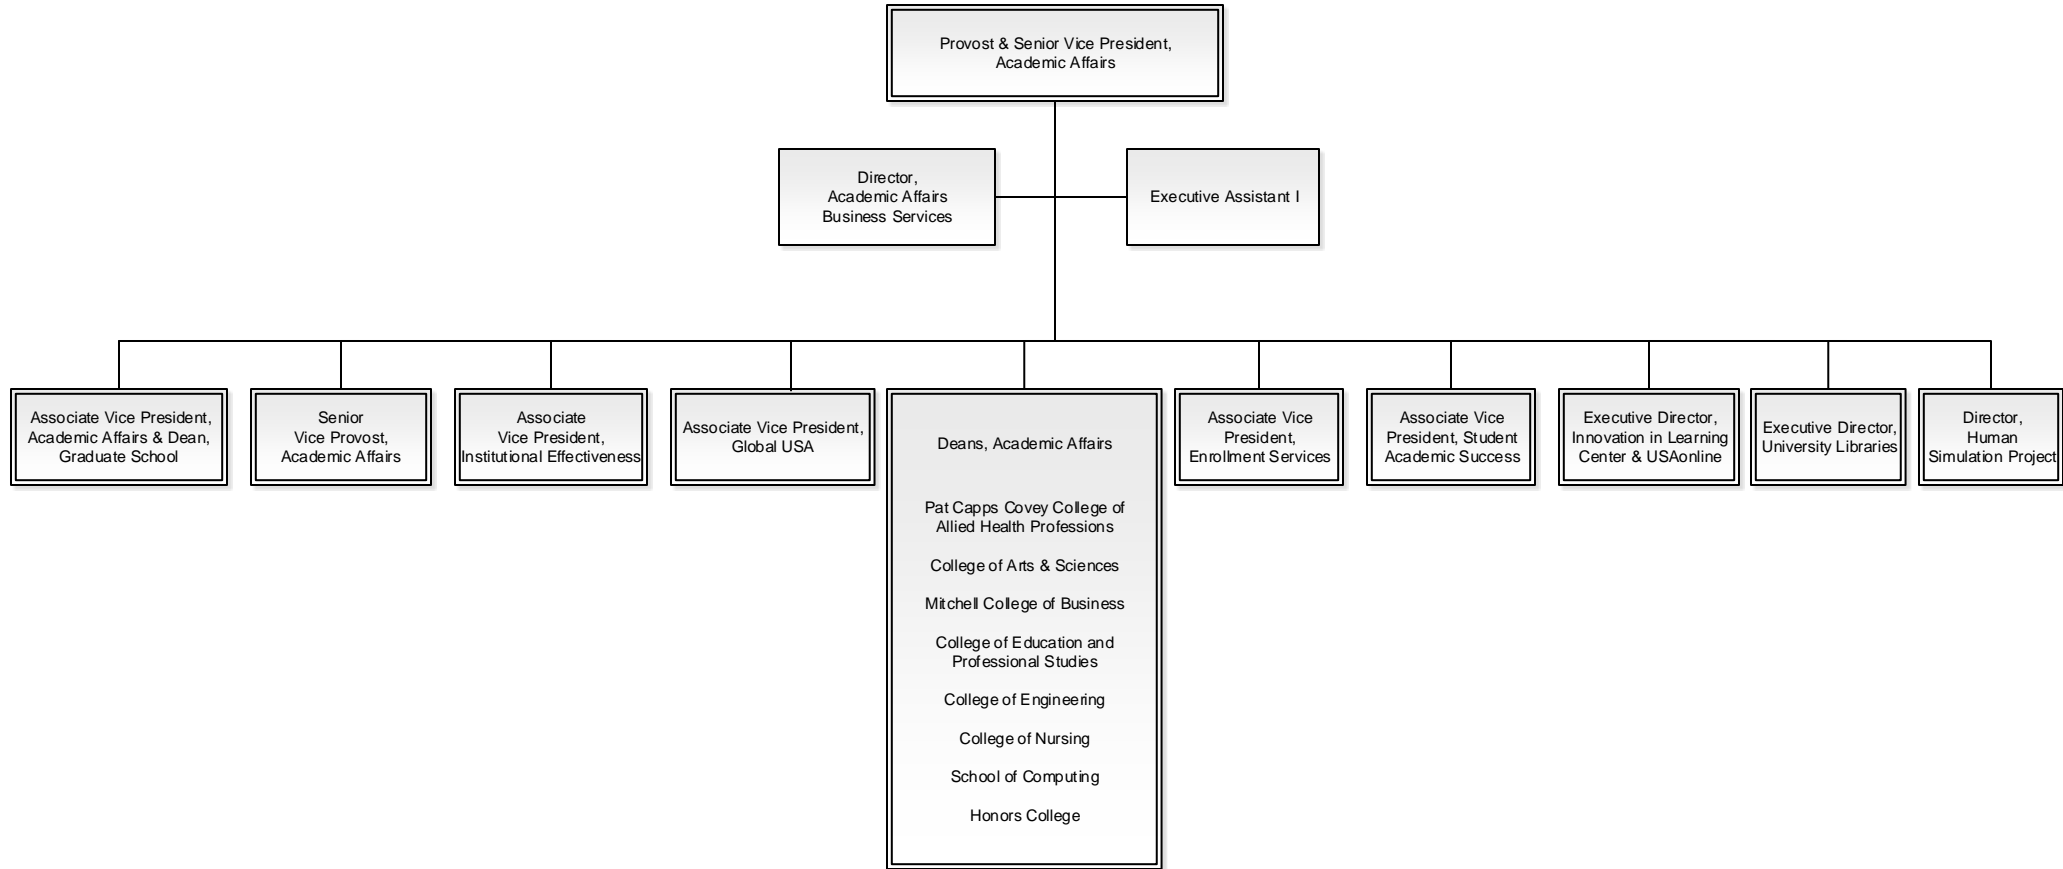 Provost & Senior Vice President,
Academic Affairs
Director,
Academic Affairs
Business Services
Executive Assistant I
Associate Vice President,
Academic Affairs & Dean,
Graduate School
Senior
Vice Provost,
Academic Affairs
Associate
Vice President,
Institutional Effectiveness
Associate Vice President,
Global USA
Deans, Academic Affairs
Pat Capps Covey College of
Allied Health Professions
College of Arts & Sciences
Mitchell College of Business
College of Education and
Professional Studies
College of Engineering
College of Nursing
School of Computing
Honors College
Associate Vice
President,
Enrollment Services
Associate Vice
President, Student
Academic Success
Executive Director,
Innovation in Learning
Center & USAonline
Executive Director,
University Libraries
Director,
Human
Simulation Project